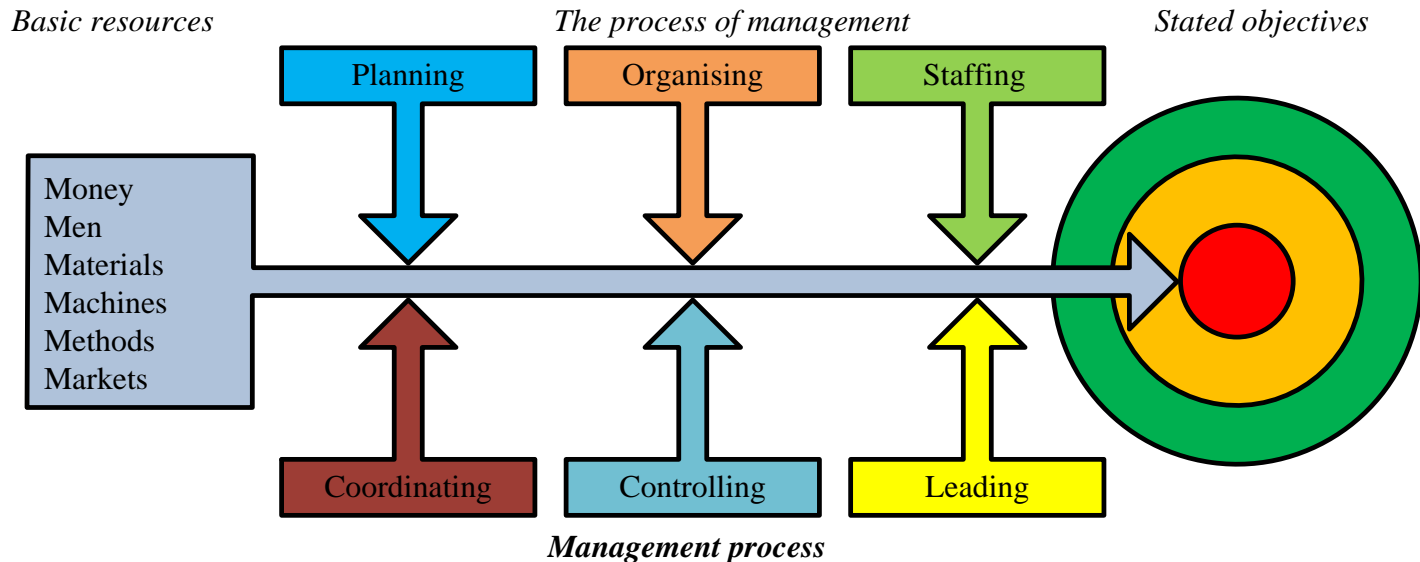 Basic resources
The process of management
Stated objectives
Planning
Organising
Staffing
Money
Men
Materials
Machines
Methods
Markets
Coordinating
Controlling
Leading
Management process